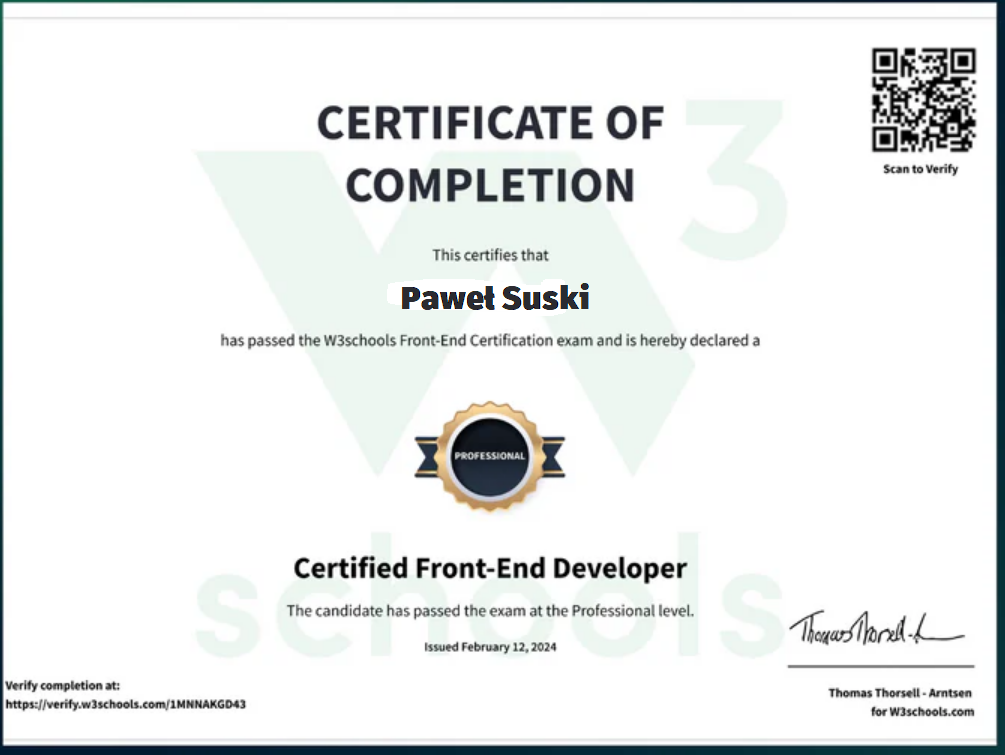 CERTIFICATE OF
COMPLETION
Scan to Verify
This certifies that
Paweł Suski
has passed the W3schools Front-End Certification exam and is hereby declared a
PROFESSIONAL
Certified Front-End Developer
The candidate has passed the exam at the Professional level.
Issued February 12, 2024
Verify completion at:
https://verify.w3schools.com/1MNNAKGD43
Thomas Thorsell-A
Thomas Thorsell - Arntsen
for W3schools.com
W3
schools